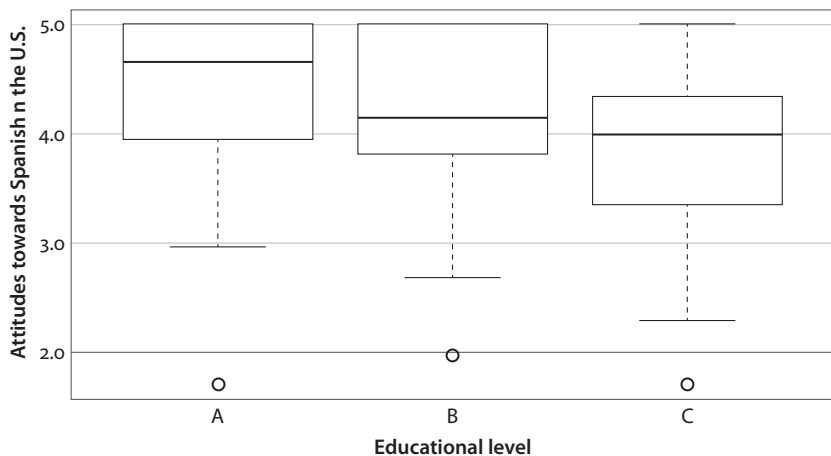 Attitudes towards Spanish n the U.S.
5.0
4.0
3.0
2.0
A B C
Educational level